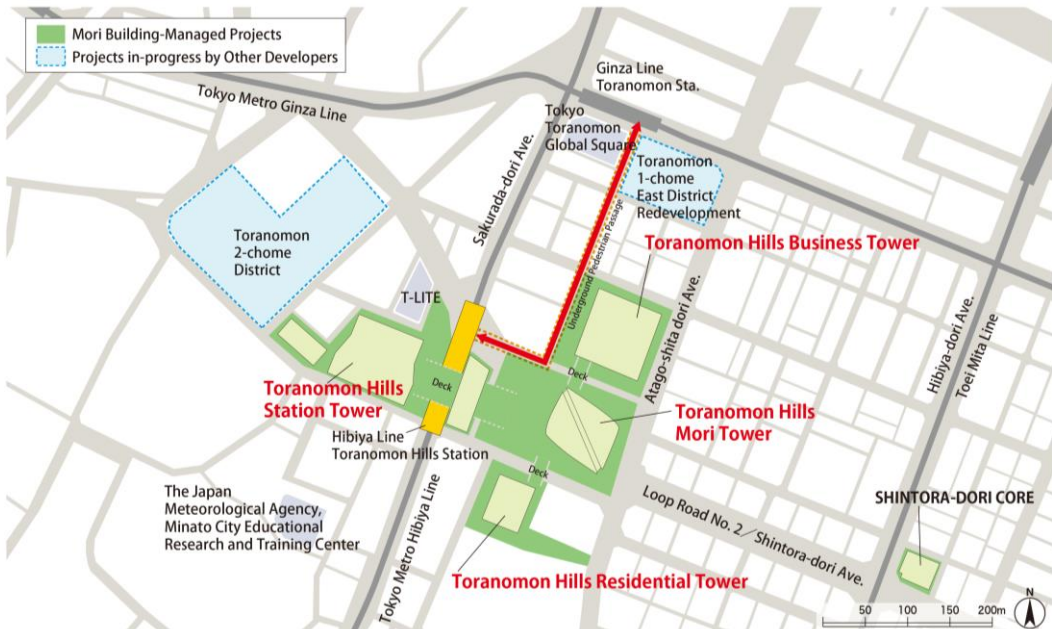 Mori Building-Managed Projects
Projects in-progress by Other Developers
Tokyo Metro Ginza Line
Ginza Line
Toranomon Sta.
Tokyo
Toranomon
Global Square
Sakurada-dori Ave.
Toranomon
1-chome
East District
Redevelopment
Underground Pedestrian Passage
Toranomon
2-chome
District
T-LITE
Toranomon Hills Business Tower
Atago-shita dori Ave.
Hibiya-dori Ave.
Toei Mita Line
Deck
Deck
Toranomon Hills
Station Tower
Toranomon Hills
Mori Tower
Hibiya Line
Toranomon Hills Station
Deck
The Japan
Meteorological Agency,
Minato City Educational
Research and Training Center
Tokyo Metro Hibiya Line
Loop Road No. 2／Shintora-dori Ave.
SHINTORA-DORI CORE
Toranomon Hills Residential Tower
50 100 200m
N